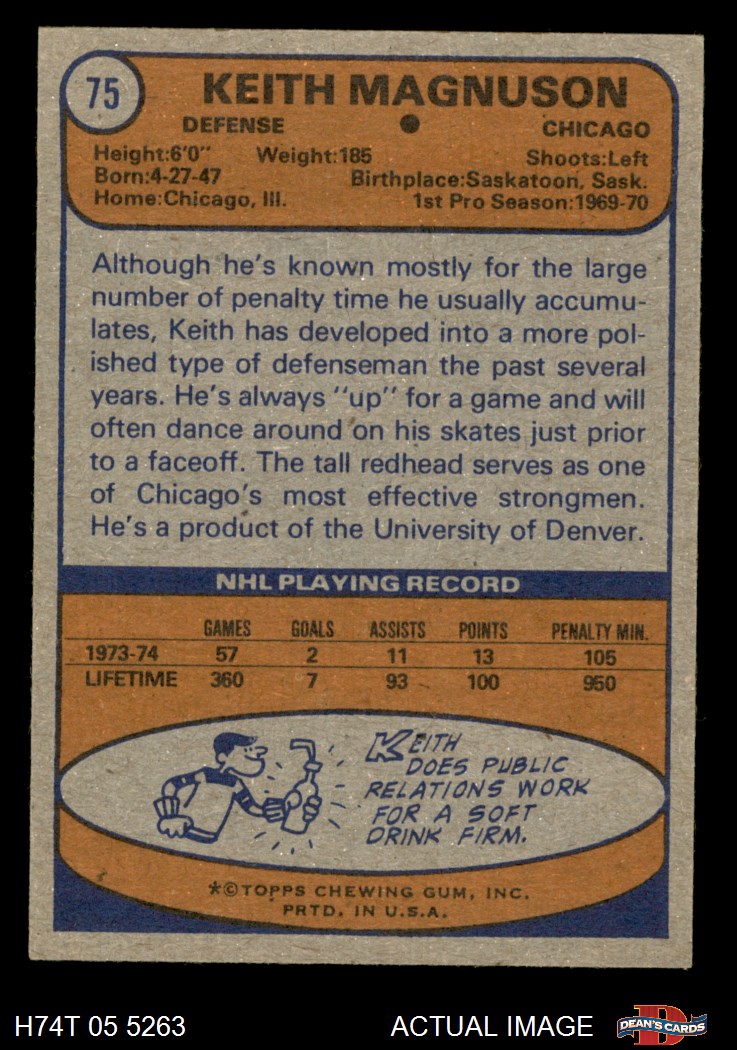 75
KEITH MAGNUSON
DEFENSE ● CHICAGO
Height:6'0" Weight:185 Shoots:Left
Born:4-27-47 Birthplace:Saskatoon, Sask.
Home:Chicago, Ill. 1st Pro Season:1969-70
Although he's known mostly for the large
number of penalty time he usually accumu-
lates, Keith has developed into a more pol-
ished type of defenseman the past several
years. He's always "up" for a game and will
often dance around on his skates just prior
to a faceoff. The tall redhead serves as one
of Chicago's most effective strongmen.
He's a product of the University of Denver.
NHL PLAYING RECORD
GAMES GOALS ASSISTS POINTS PENALTY MIN.
1973-74 57 2 11 13 105
LIFETIME 360 7 93 100 950
KEITH
DOES PUBLIC
RELATIONS WORK
FOR A SOFT
DRINK FIRM.
*©TOPPS CHEWING GUM, INC.
PRTD. IN U.S.A.
H74T 05 5263 ACTUAL IMAGE
D
DEAN'S CARDS